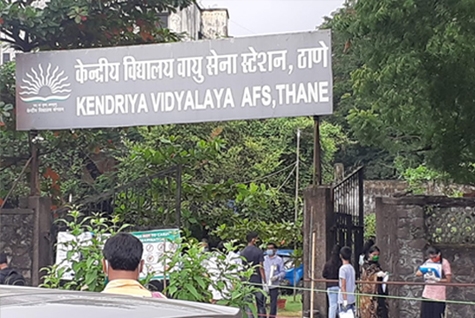 केन्द्रीय विद्यालय वायु सेना स्टेशन, ठाणे
KENDRIYA VIDYALAYA AFS, THANE